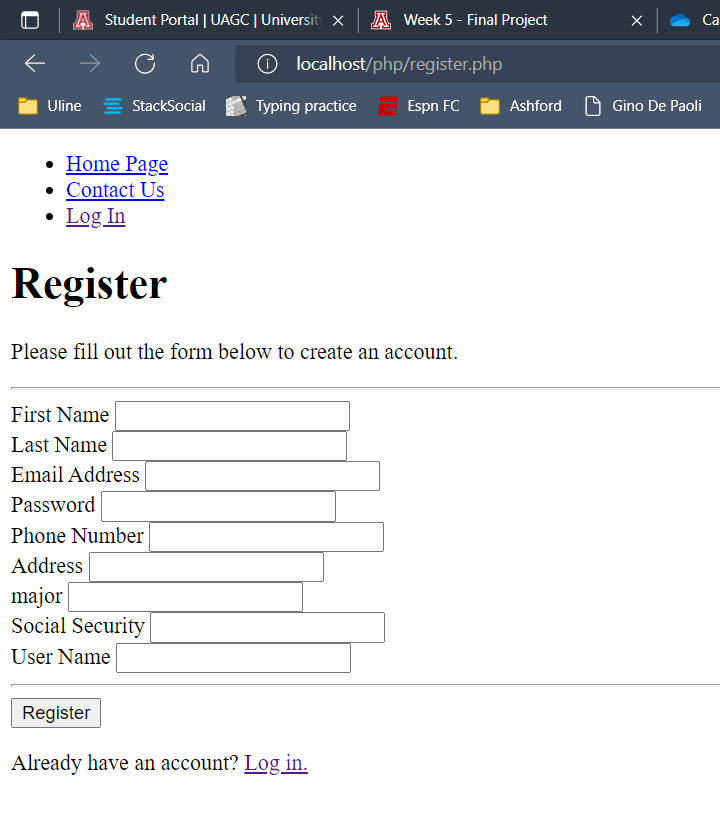 Student Portal | UAGC | Universit
Week 5 - Final Project
Ca
localhost/php/register.php
Uline
StackSocial
Typing practice
Espn FC
Ashford
Gino De Paoli
Home Page
Contact Us
Log In
Register
Please fill out the form below to create an account.
First Name
Last Name
Email Address
Password
Phone Number
Address
major
Social Security
User Name
Register
Already have an account? Log in.